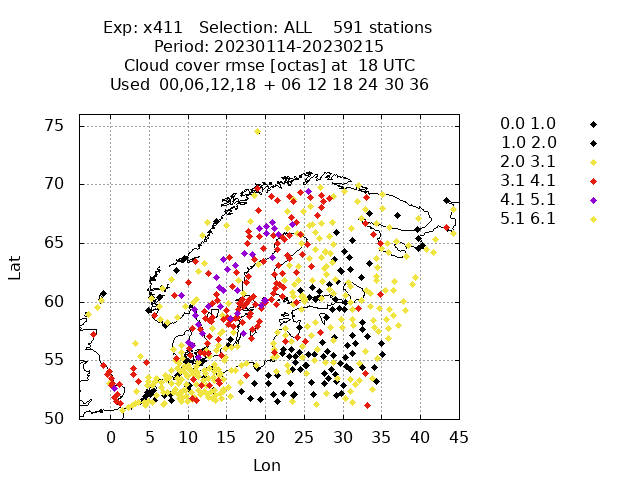 Exp: x411   Selection: ALL    591 stations
Period: 20230114-20230215
Cloud cover rmse [octas] at  18 UTC
Used  00,06,12,18  + 06 12 18 24 30 36
75
70
65
60
55
50
Lat
0 5 10 15 20 25 30 35 40 45
Lon
0.0 1.0
1.0 2.0
2.0 3.1
3.1 4.1
4.1 5.1
5.1 6.1